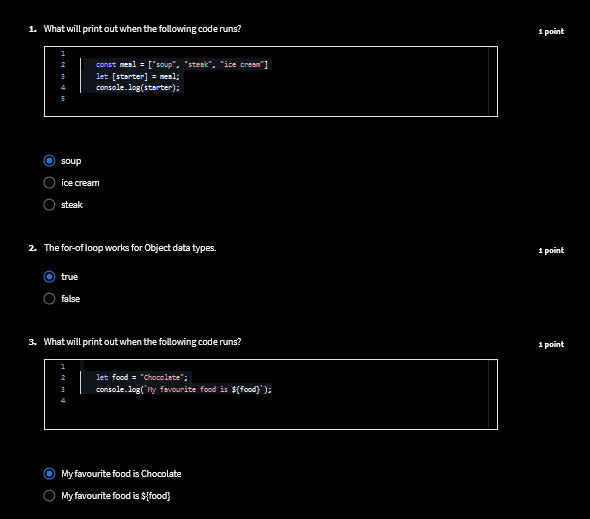 1. What will print out when the following code runs?
1 point
1
2 const meal = ["soup", "steak", "ice cream"]
3 let [starter] = meal;
4 console.log(starter);
5
soup
ice cream
steak
2. The for-of loop works for Object data types.
1 point
true
false
3. What will print out when the following code runs?
1 point
1
2 let food = "Chocolate";
3 console.log(`My favourite food is ${food}`);
4
My favourite food is Chocolate
My favourite food is ${food}